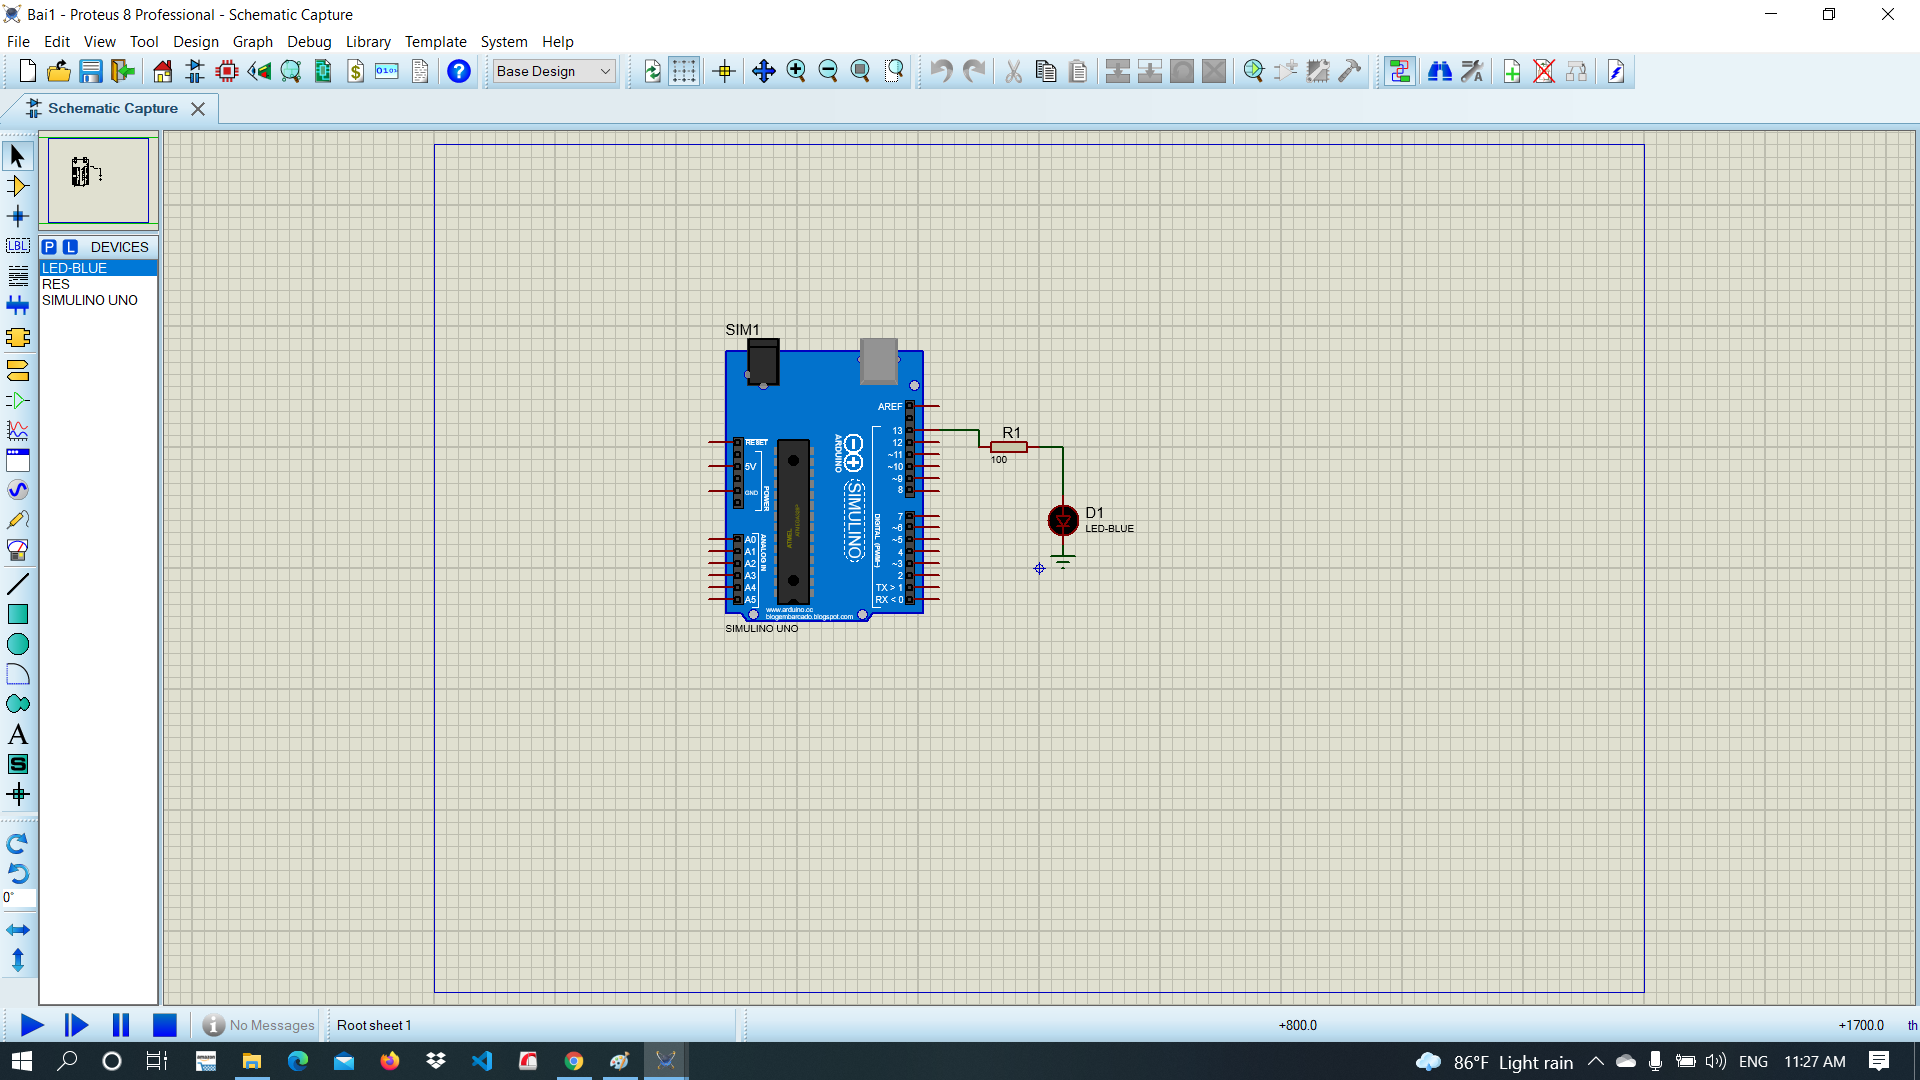 Bai1 - Proteus 8 Professional - Schematic Capture
File Edit View Tool Design Graph Debug Library Template System Help
Base Design
Schematic Capture
P L DEVICES
LED-BLUE
RES
SIMULINO UNO
LBL
A
S
0°
SIM1
AREF
13
12
~11
~10
~9
8
RESET
5V
GND
POWER
ARDUINO
SIMULINO
DIGITAL (PWM~)
7
~6
~5
4
~3
2
TX > 1
RX < 0
A0
A1
A2
A3
A4
A5
ANALOG IN
ATMEL
www.arduino.cc
blogembarcado.blogspot.com
SIMULINO UNO
R1
100
D1
LED-BLUE
No Messages
Root sheet 1
+800.0
+1700.0
th
86°F Light rain
ENG
11:27 AM